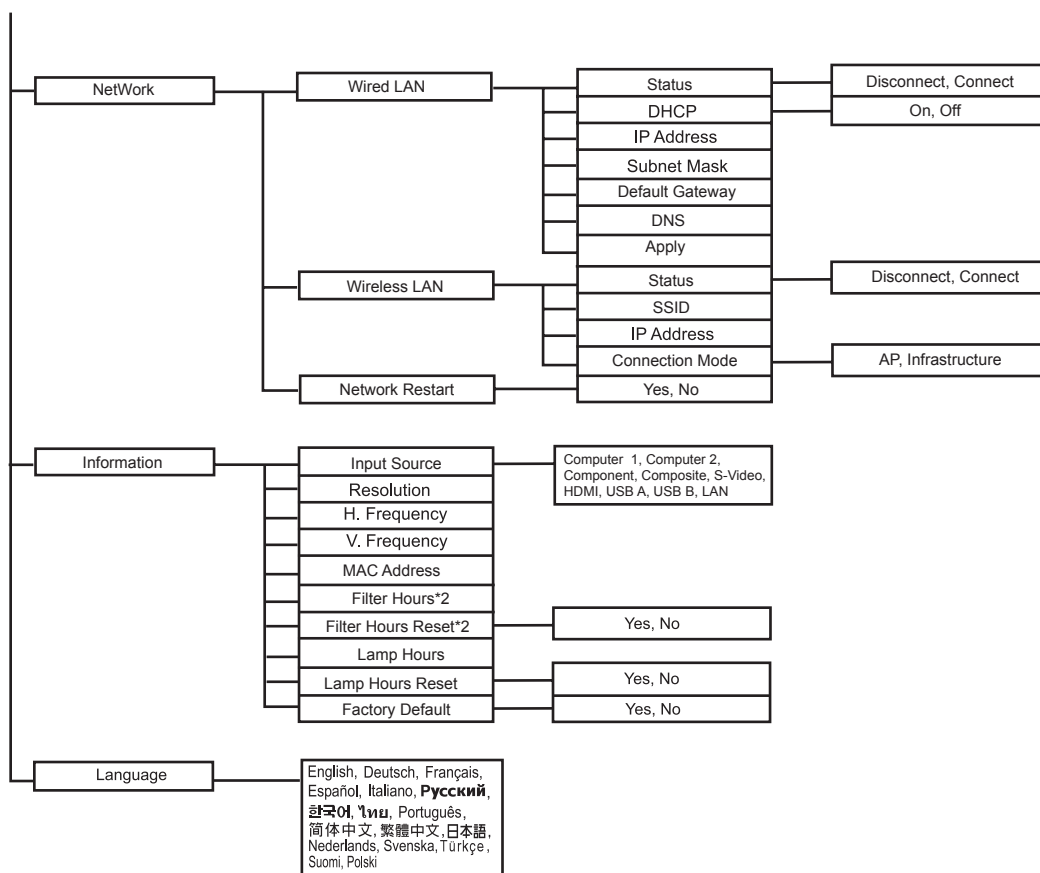 NetWork
Wired LAN
Status
Disconnect, Connect
DHCP
On, Off
IP Address
Subnet Mask
Default Gateway
DNS
Apply
Wireless LAN
Status
Disconnect, Connect
SSID
IP Address
Connection Mode
AP, Infrastructure
Network Restart
Yes, No
Information
Input Source
Computer 1, Computer 2,
Component, Composite, S-Video,
HDMI, USB A, USB B, LAN
Resolution
H. Frequency
V. Frequency
MAC Address
Filter Hours*2
Filter Hours Reset*2
Yes, No
Lamp Hours
Lamp Hours Reset
Yes, No
Factory Default
Yes, No
Language
English, Deutsch, Français,
Español, Italiano, Русский,
한국어, ไทย, Português,
简体中文, 繁體中文, 日本語,
Nederlands, Svenska, Türkçe,
Suomi, Polski